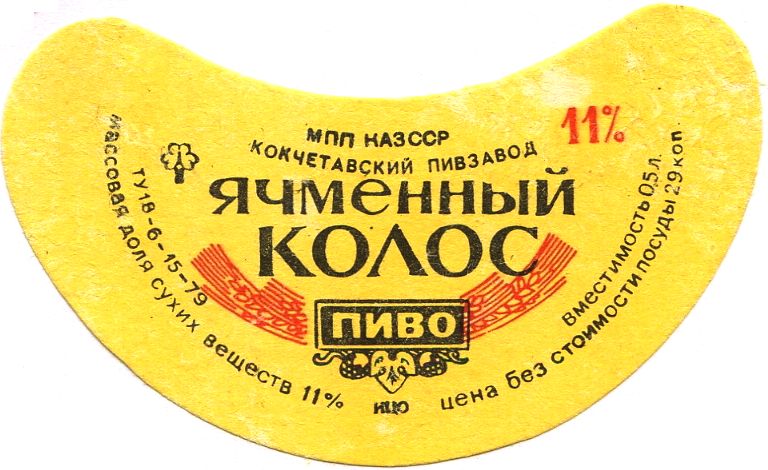 МПП КАЗССР
КОКЧЕТАВСКИЙ ПИВЗАВОД
11%
ячменный
колос
ПИВО
ТУ18-6-15-79
массовая доля сухих веществ 11%
ицо
цена без стоимости посуды 29 коп.
вместимость 0,5 л.